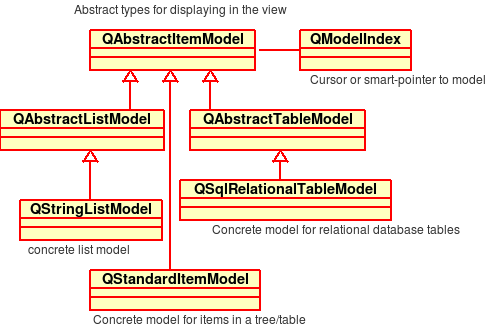 Abstract types for displaying in the view
QAbstractItemModel
QModelIndex
Cursor or smart-pointer to model
QAbstractListModel
QAbstractTableModel
QSqlRelationalTableModel
QStringListModel
Concrete model for relational database tables
concrete list model
QStandardItemModel
Concrete model for items in a tree/table